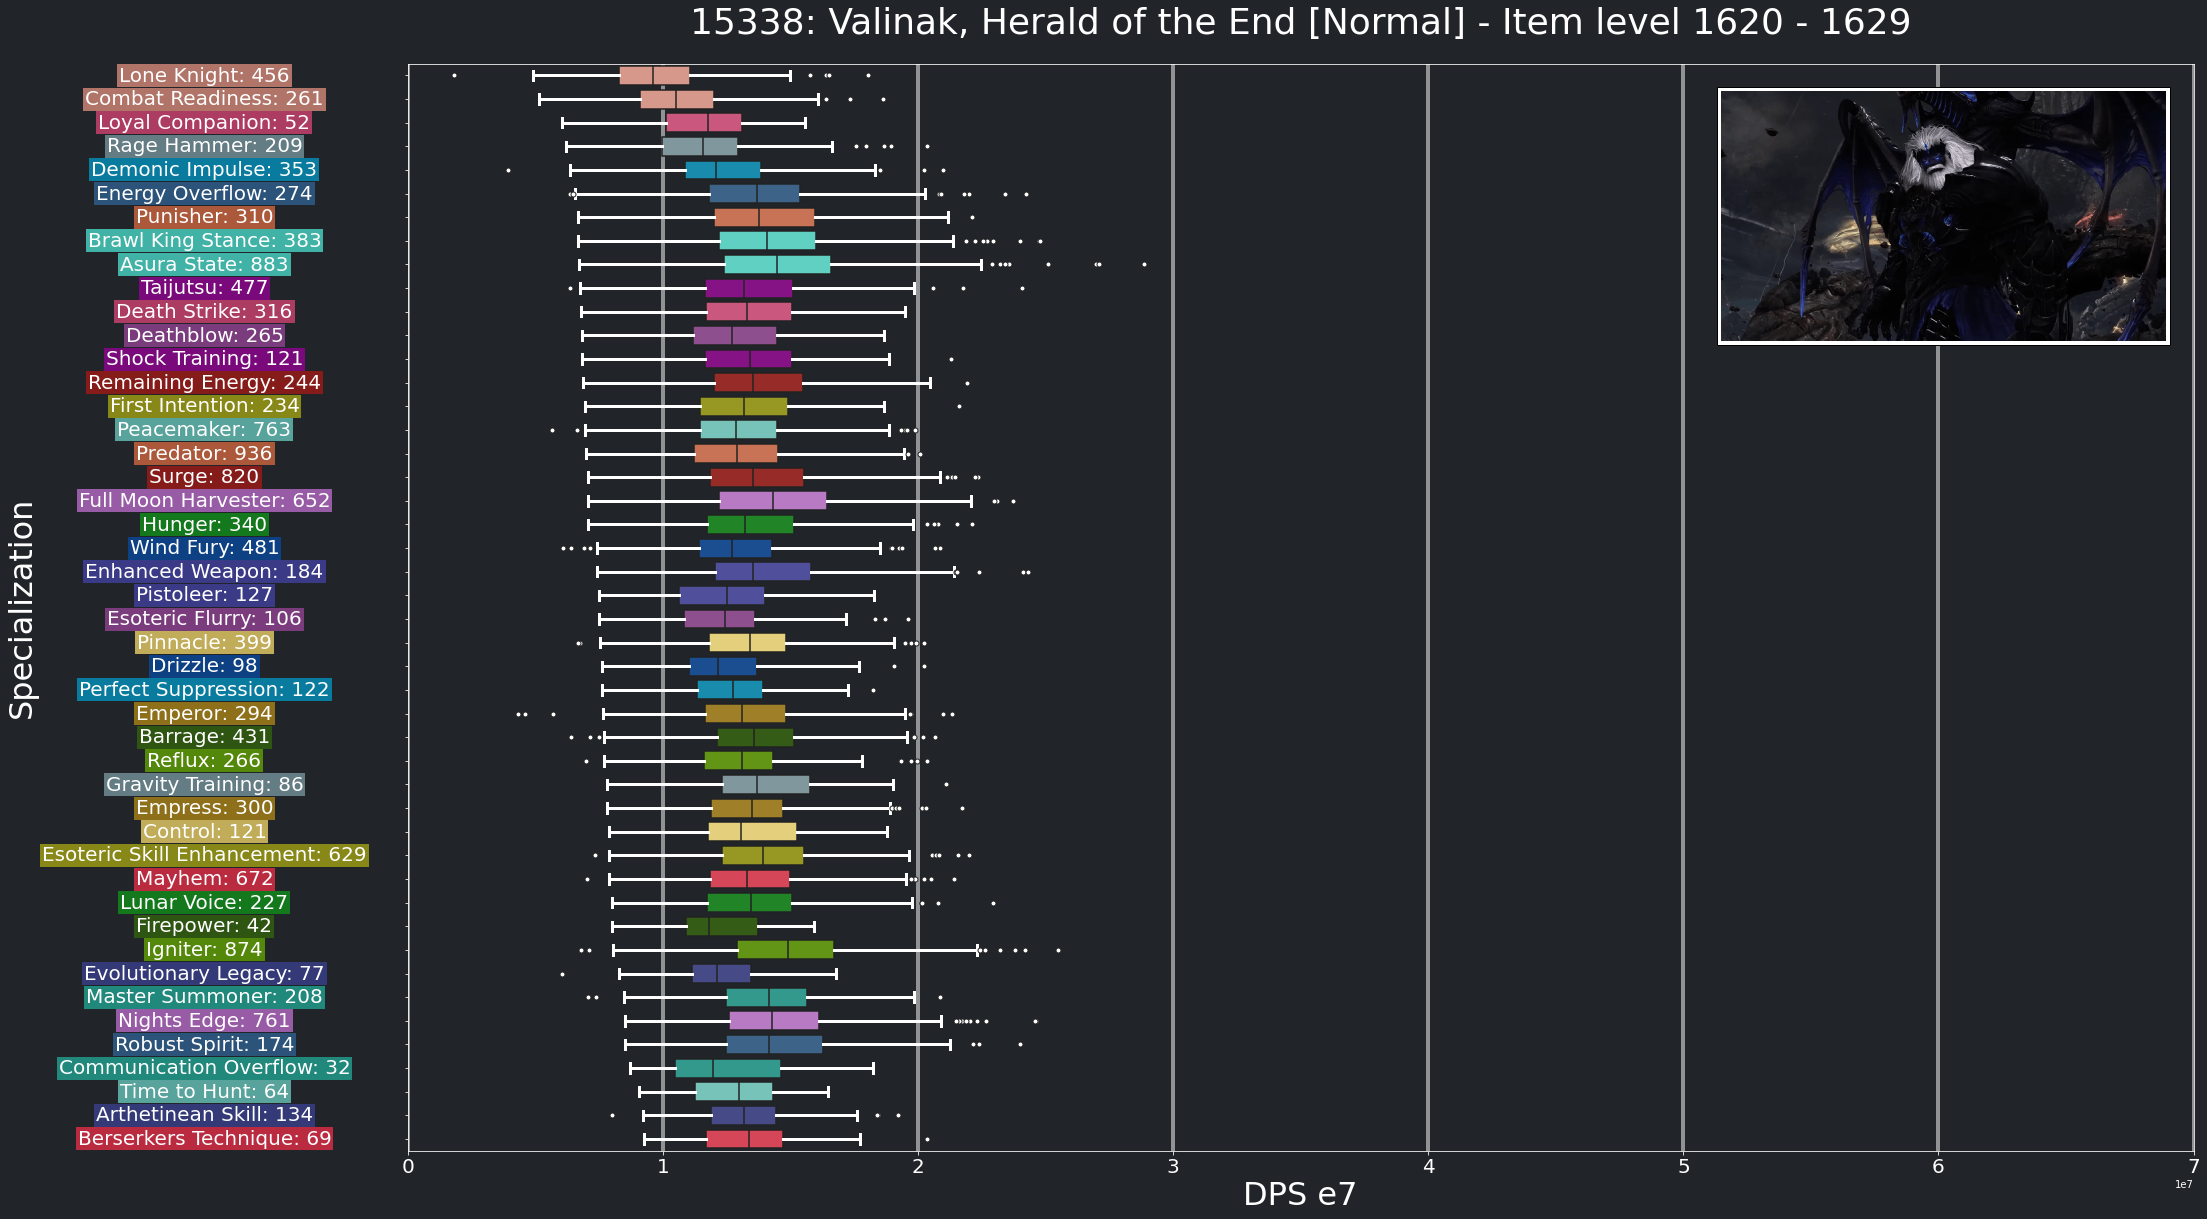 15338: Valinak, Herald of the End [Normal] - Item level 1620 - 1629
Specialization
Lone Knight: 456
Combat Readiness: 261
Loyal Companion: 52
Rage Hammer: 209
Demonic Impulse: 353
Energy Overflow: 274
Punisher: 310
Brawl King Stance: 383
Asura State: 883
Taijutsu: 477
Death Strike: 316
Deathblow: 265
Shock Training: 121
Remaining Energy: 244
First Intention: 234
Peacemaker: 763
Predator: 936
Surge: 820
Full Moon Harvester: 652
Hunger: 340
Wind Fury: 481
Enhanced Weapon: 184
Pistoleer: 127
Esoteric Flurry: 106
Pinnacle: 399
Drizzle: 98
Perfect Suppression: 122
Emperor: 294
Barrage: 431
Reflux: 266
Gravity Training: 86
Empress: 300
Control: 121
Esoteric Skill Enhancement: 629
Mayhem: 672
Lunar Voice: 227
Firepower: 42
Igniter: 874
Evolutionary Legacy: 77
Master Summoner: 208
Nights Edge: 761
Robust Spirit: 174
Communication Overflow: 32
Time to Hunt: 64
Arthetinean Skill: 134
Berserkers Technique: 69
0 1 2 3 4 5 6 7
1e7
DPS e7